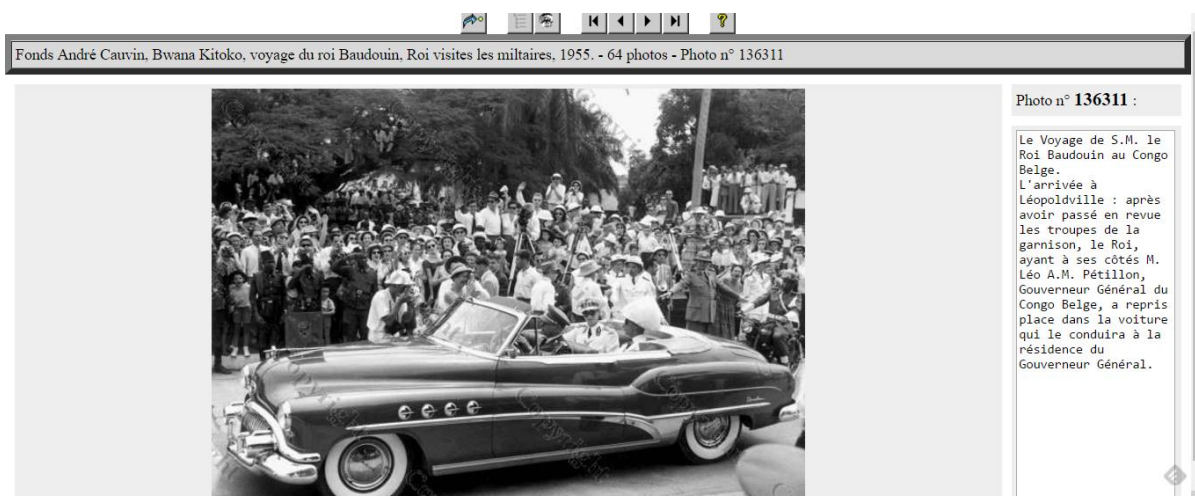 Fonds André Cauvin, Bwana Kitoko, voyage du roi Baudouin, Roi visites les miltaires, 1955. - 64 photos - Photo n° 136311
Photo n° 136311 :
Le Voyage de S.M. le
Roi Baudouin au Congo
Belge.
L'arrivée à
Léopoldville : après
avoir passé en revue
les troupes de la
garnison, le Roi,
ayant à ses côtés M.
Léo A.M. Pétillon,
Gouverneur Général du
Congo Belge, a repris
place dans la voiture
qui le conduira à la
résidence du
Gouverneur Général.
Copyright
Copyright